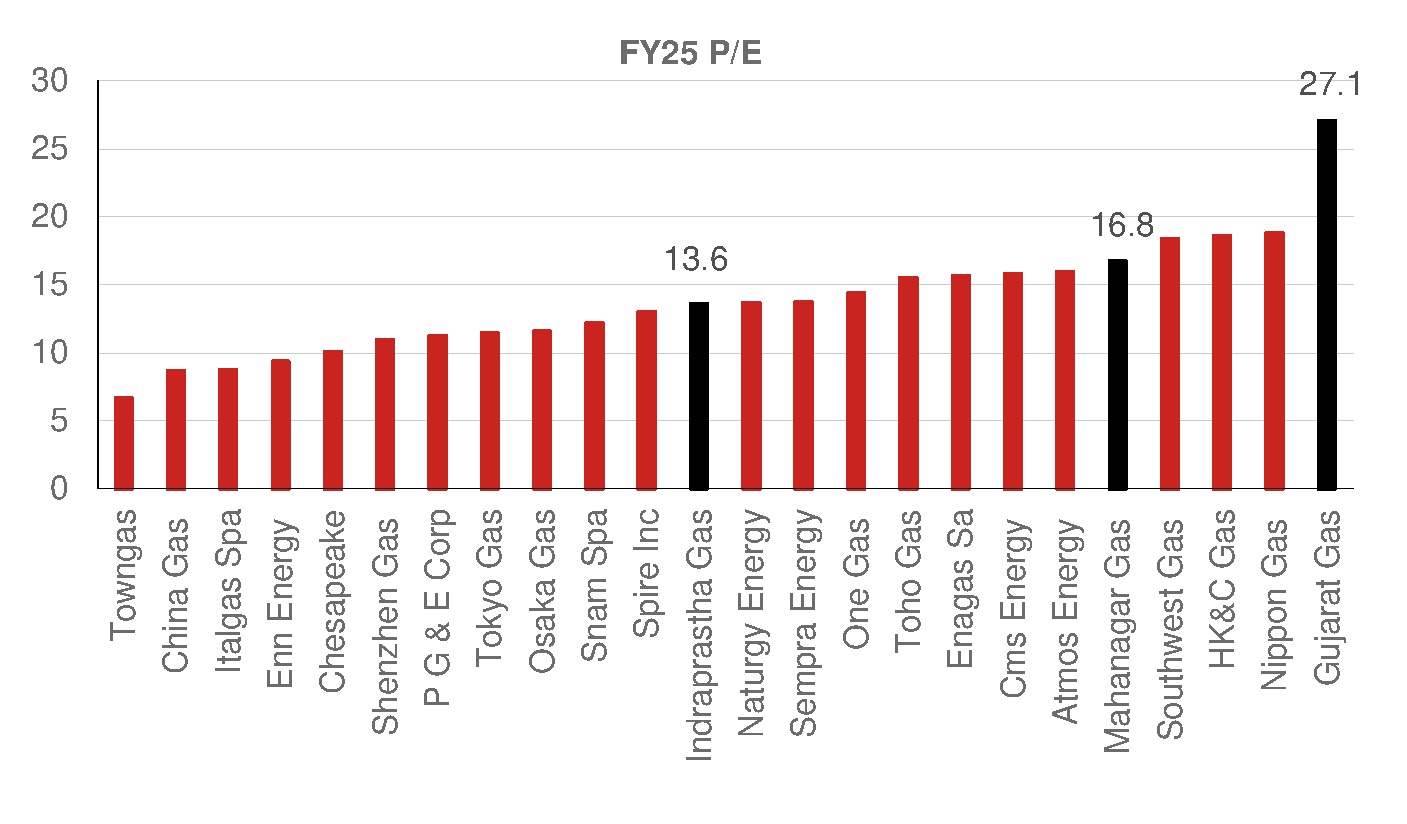 FY25 P/E
30
25
20
15
10
5
0
13.6
16.8
27.1
Towngas
China Gas
Italgas Spa
Enn Energy
Chesapeake
Shenzhen Gas
P G & E Corp
Tokyo Gas
Osaka Gas
Snam Spa
Spire Inc
Indraprastha Gas
Naturgy Energy
Sempra Energy
One Gas
Toho Gas
Enagas Sa
Cms Energy
Atmos Energy
Mahanagar Gas
Southwest Gas
HK&C Gas
Nippon Gas
Gujarat Gas